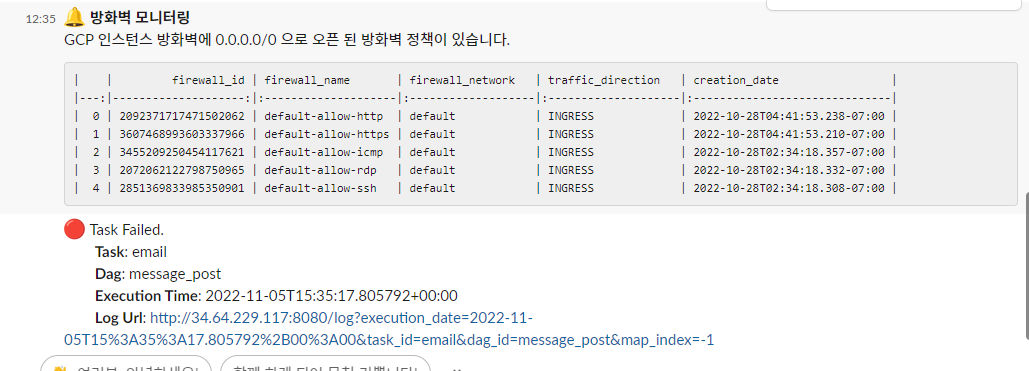 12:35 방화벽 모니터링
GCP 인스턴스 방화벽에 0.0.0.0/0 으로 오픈 된 방화벽 정책이 있습니다.
|    |         firewall_id | firewall_name       | firewall_network   | traffic_direction   | creation_date                 |
|---:|--------------------:|:--------------------|:-------------------|:--------------------|:------------------------------|
|  0 | 2092371717471502062 | default-allow-http  | default            | INGRESS             | 2022-10-28T04:41:53.238-07:00 |
|  1 | 3607468993603337966 | default-allow-https | default            | INGRESS             | 2022-10-28T04:41:53.210-07:00 |
|  2 | 3455209250454117621 | default-allow-icmp  | default            | INGRESS             | 2022-10-28T02:34:18.357-07:00 |
|  3 | 2072062122798750965 | default-allow-rdp   | default            | INGRESS             | 2022-10-28T02:34:18.332-07:00 |
|  4 | 2851369833985350901 | default-allow-ssh   | default            | INGRESS             | 2022-10-28T02:34:18.308-07:00 |
Task Failed.
Task: email
Dag: message_post
Execution Time: 2022-11-05T15:35:17.805792+00:00
Log Url: http://34.64.229.117:8080/log?execution_date=2022-11-
05T15%3A35%3A17.805792%2B00%3A00&task_id=email&dag_id=message_post&map_index=-1